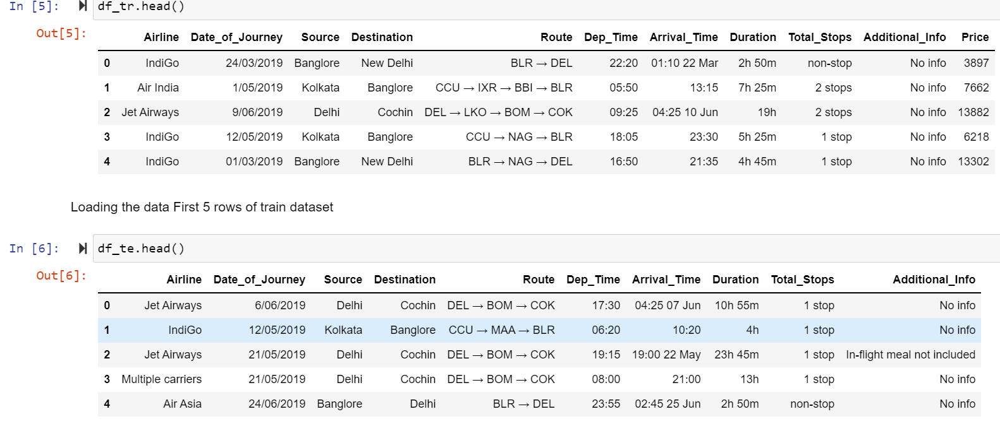 In [5]: df_tr.head()
Out[5]:
Airline Date_of_Journey Source Destination Route Dep_Time Arrival_Time Duration Total_Stops Additional_Info Price
0 IndiGo 24/03/2019 Banglore New Delhi BLR → DEL 22:20 01:10 22 Mar 2h 50m non-stop No info 3897
1 Air India 1/05/2019 Kolkata Banglore CCU → IXR → BBI → BLR 05:50 13:15 7h 25m 2 stops No info 7662
2 Jet Airways 9/06/2019 Delhi Cochin DEL → LKO → BOM → COK 09:25 04:25 10 Jun 19h 2 stops No info 13882
3 IndiGo 12/05/2019 Kolkata Banglore CCU → NAG → BLR 18:05 23:30 5h 25m 1 stop No info 6218
4 IndiGo 01/03/2019 Banglore New Delhi BLR → NAG → DEL 16:50 21:35 4h 45m 1 stop No info 13302
Loading the data First 5 rows of train dataset
In [6]: df_te.head()
Out[6]:
Airline Date_of_Journey Source Destination Route Dep_Time Arrival_Time Duration Total_Stops Additional_Info
0 Jet Airways 6/06/2019 Delhi Cochin DEL → BOM → COK 17:30 04:25 07 Jun 10h 55m 1 stop No info
1 IndiGo 12/05/2019 Kolkata Banglore CCU → MAA → BLR 06:20 10:20 4h 1 stop No info
2 Jet Airways 21/05/2019 Delhi Cochin DEL → BOM → COK 19:15 19:00 22 May 23h 45m 1 stop In-flight meal not included
3 Multiple carriers 21/05/2019 Delhi Cochin DEL → BOM → COK 08:00 21:00 13h 1 stop No info
4 Air Asia 24/06/2019 Banglore Delhi BLR → DEL 23:55 02:45 25 Jun 2h 50m non-stop No info